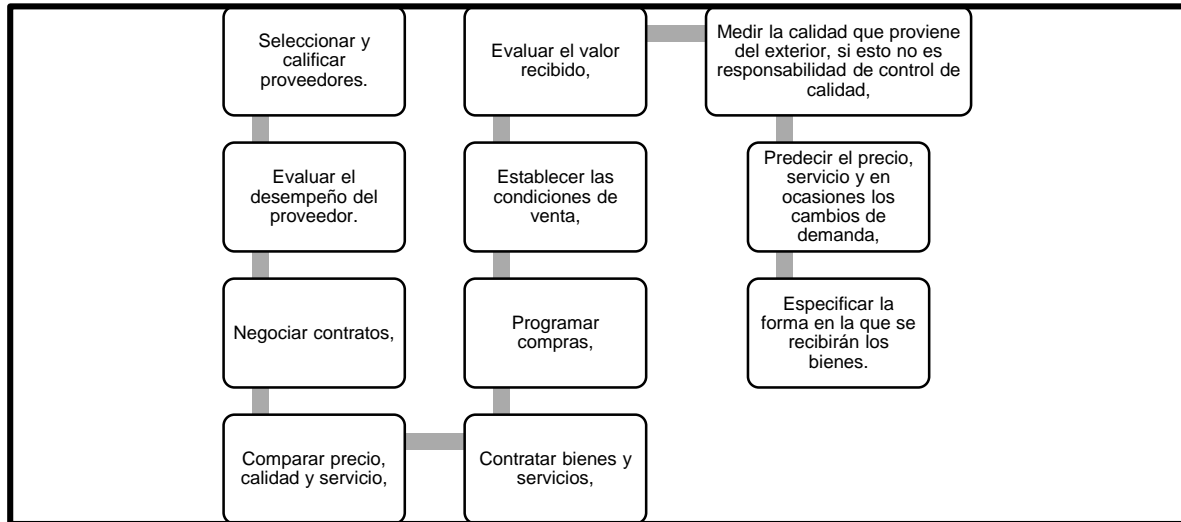 Seleccionar y
calificar
proveedores.
Evaluar el
desempeño del
proveedor.
Negociar contratos,
Comparar precio,
calidad y servicio,
Contratar bienes y
servicios,
Programar
compras,
Establecer las
condiciones de
venta,
Evaluar el valor
recibido,
Medir la calidad que proviene
del exterior, si esto no es
responsabilidad de control de
calidad,
Predecir el precio,
servicio y en
ocasiones los
cambios de
demanda,
Especificar la
forma en la que se
recibirán los
bienes.